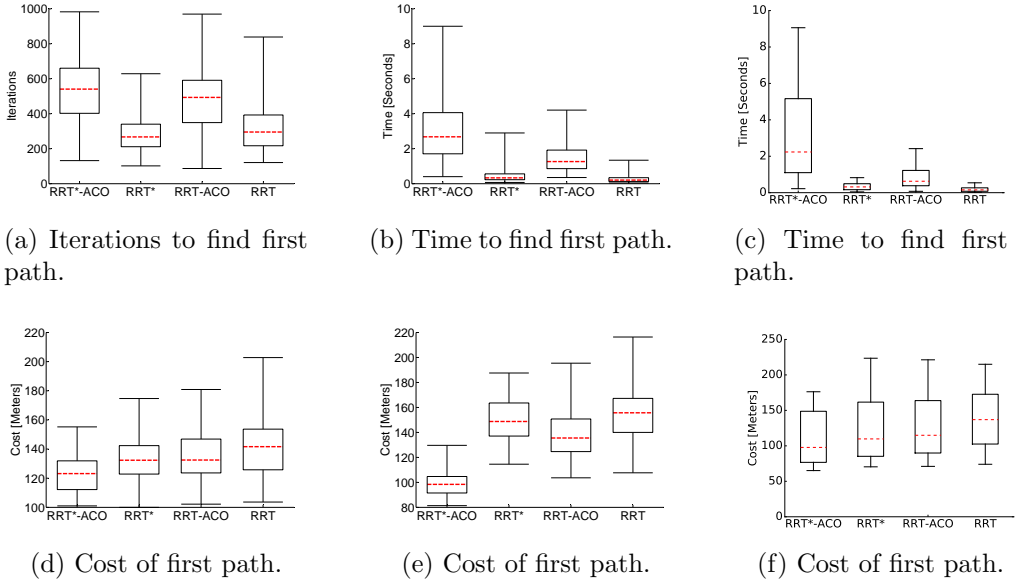 1000
800
600
400
200
0
Iterations
RRT*-ACO RRT* RRT-ACO RRT
(a) Iterations to find first
path.
10
8
6
4
2
0
Time [Seconds]
RRT*-ACO RRT* RRT-ACO RRT
(b) Time to find first path.
10
8
6
4
2
0
Time [Seconds]
RRT*-ACO RRT* RRT-ACO RRT
(c) Time to find first
path.
220
200
180
160
140
120
100
Cost [Meters]
RRT*-ACO RRT* RRT-ACO RRT
(d) Cost of first path.
220
200
180
160
140
120
100
80
Cost [Meters]
RRT*-ACO RRT* RRT-ACO RRT
(e) Cost of first path.
250
200
150
100
50
0
Cost [Meters]
RRT*-ACO RRT* RRT-ACO RRT
(f) Cost of first path.